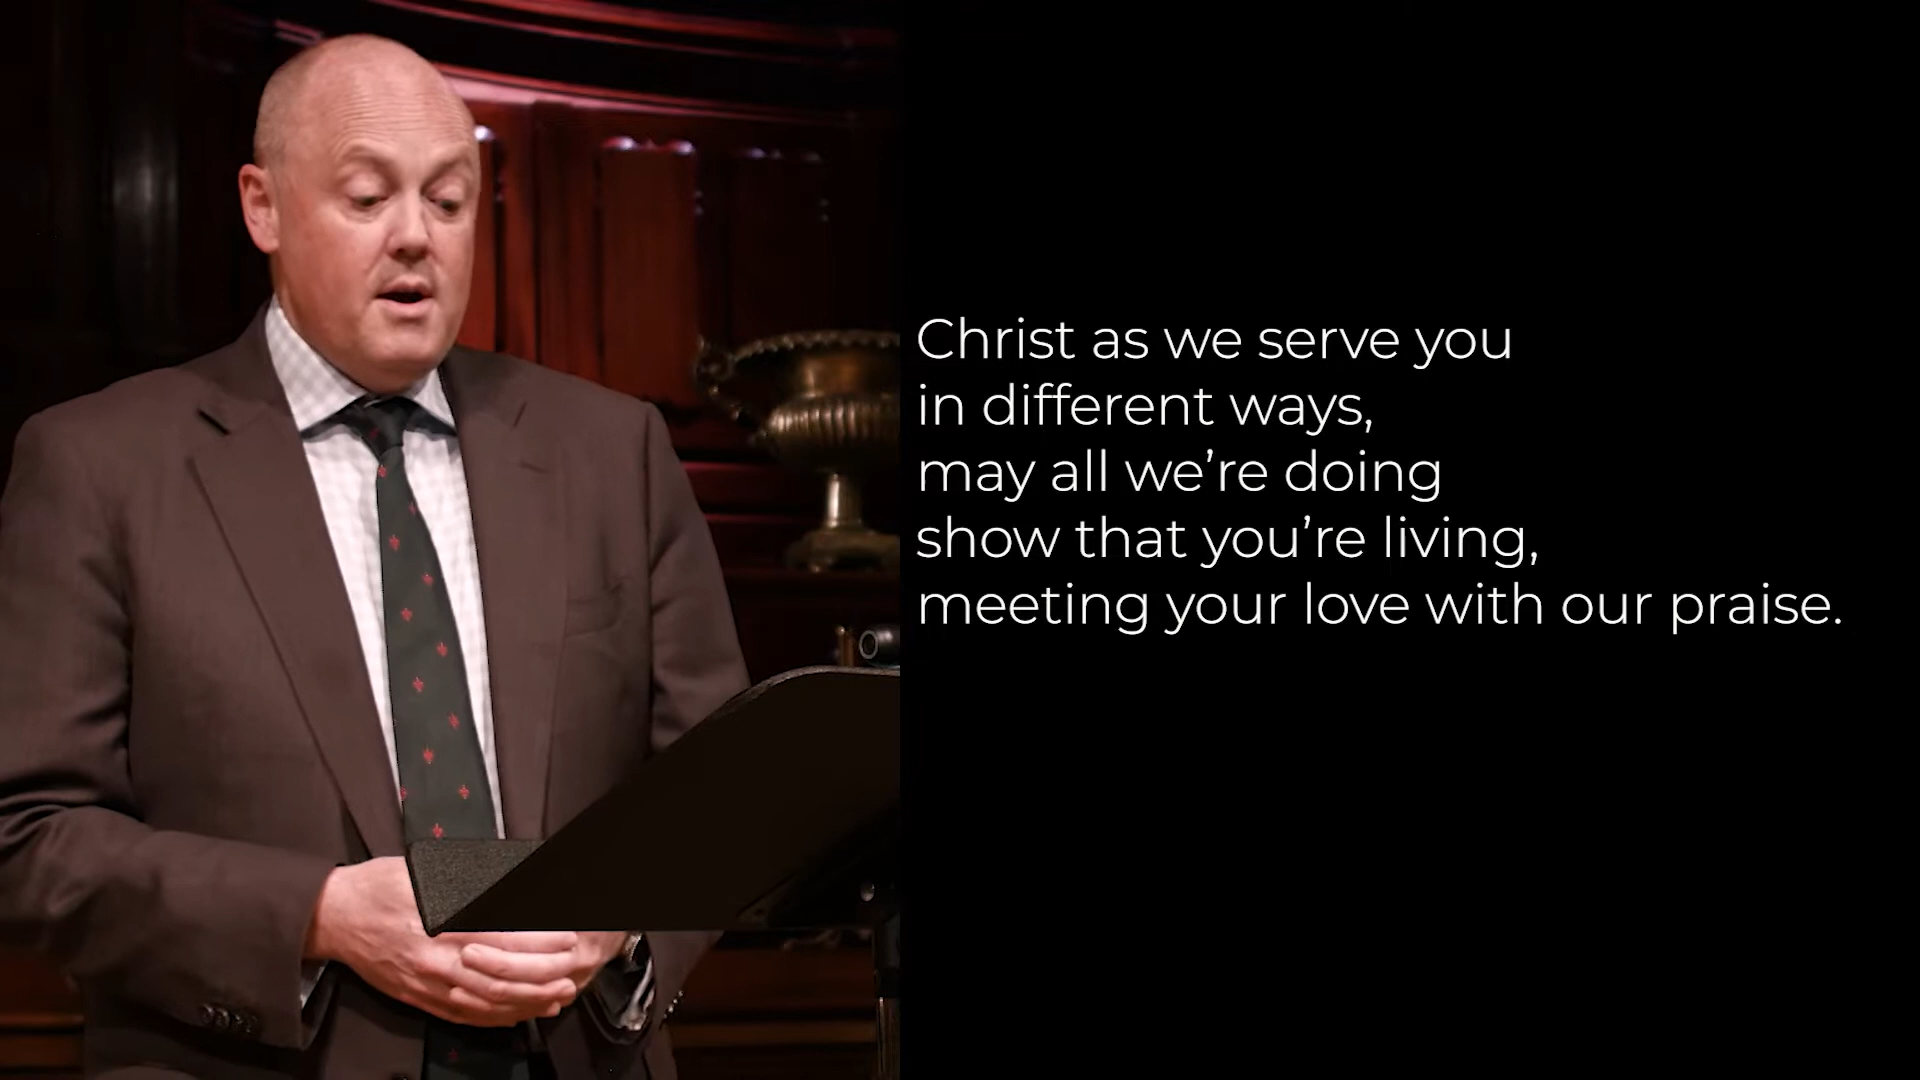 Christ as we serve you
in different ways,
may all we’re doing
show that you’re living,
meeting your love with our praise.